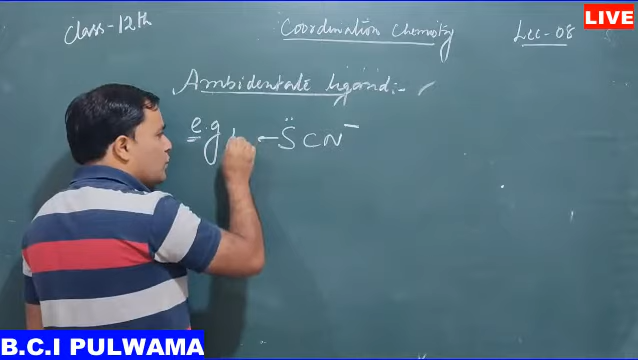 LIVE
Class-12th Coordination Chemistry Lec-08
Ambidentate ligand:-
e.g ←S̈CN⁻
B.C.I PULWAMA